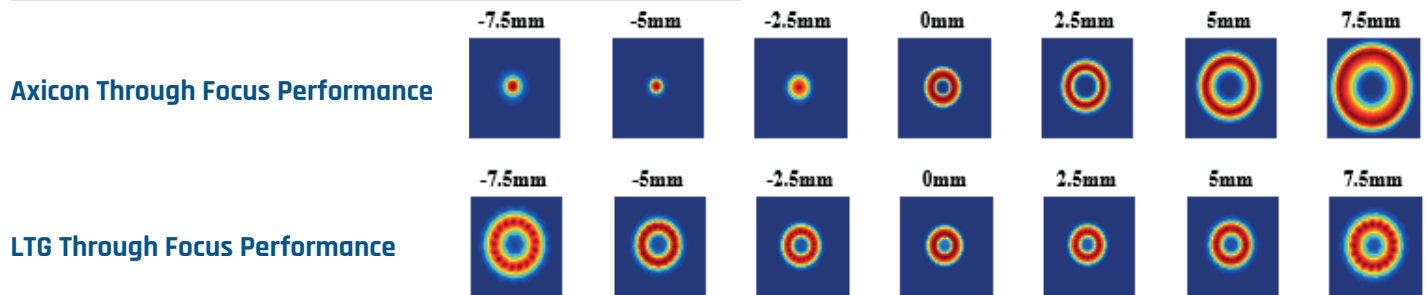 -7.5mm -5mm -2.5mm 0mm 2.5mm 5mm 7.5mm
Axicon Through Focus Performance
-7.5mm -5mm -2.5mm 0mm 2.5mm 5mm 7.5mm
LTG Through Focus Performance